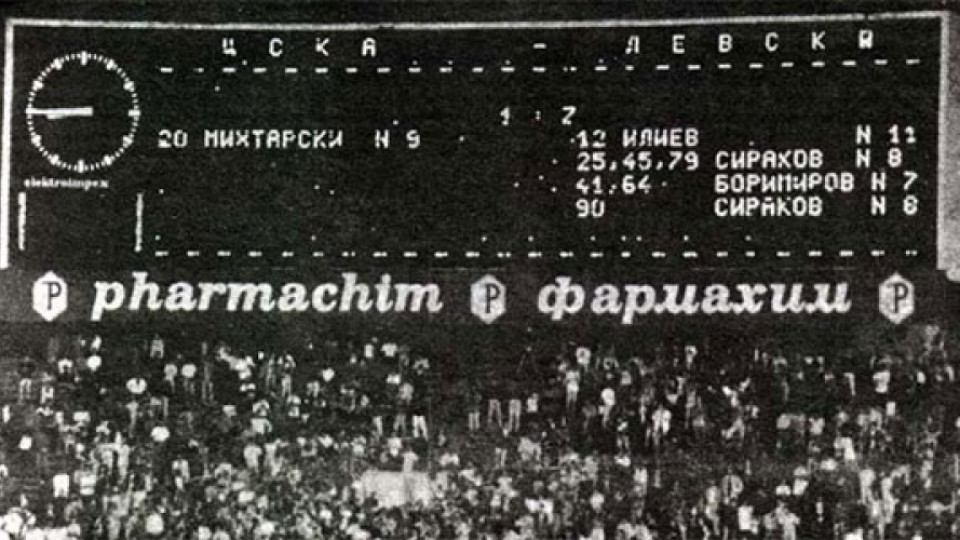 ЦСКА - ЛЕВСКИ
1 : 7
20 МИХТАРСКИ N 9
12 ИЛИЕВ N 11
25,45,79 СИРАКОВ N 8
41,64 БОРИМИРОВ N 7
90 СИРАКОВ N 8
elektroimpex
P pharmachim P фармахим P